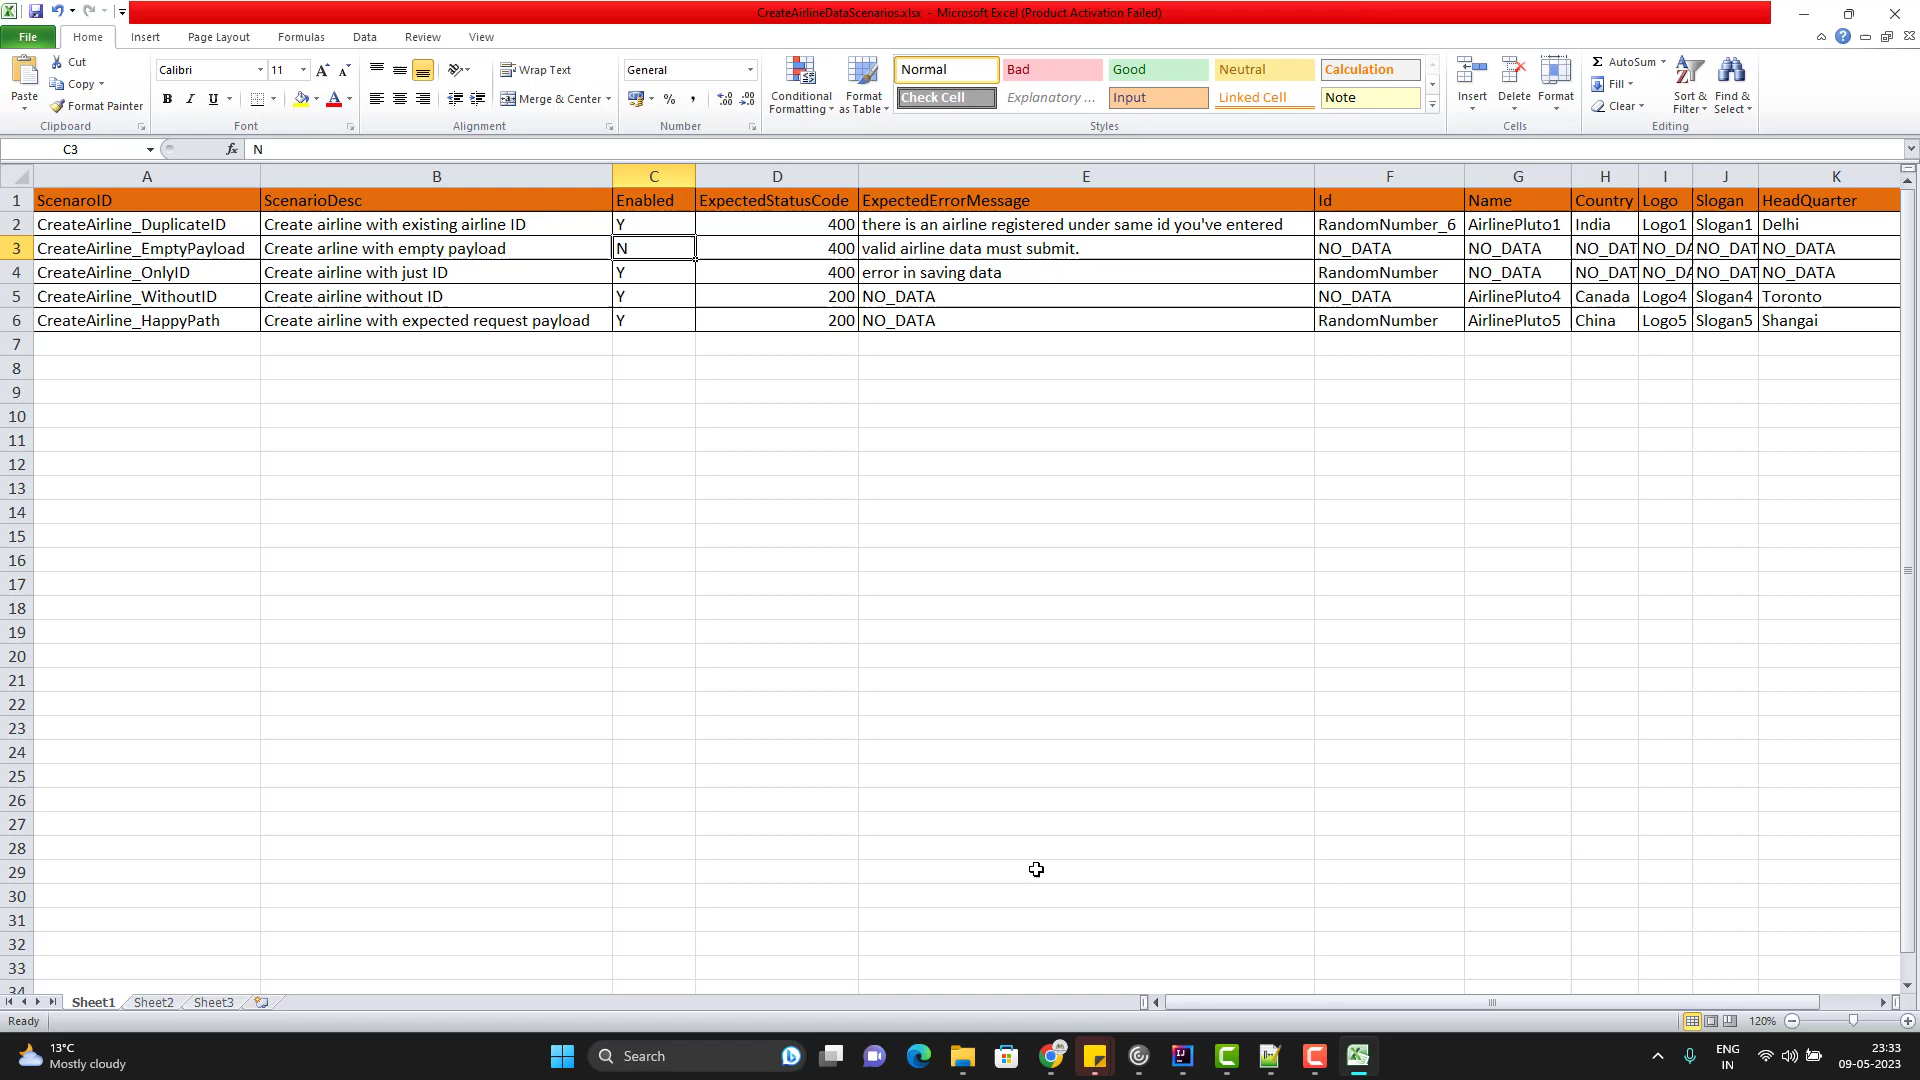 CreateAirlineDataScenarios.xlsx - Microsoft Excel (Product Activation Failed)
File Home Insert Page Layout Formulas Data Review View
Paste Cut Copy Format Painter Clipboard
Calibri 11 B I U Font
Wrap Text Merge & Center Alignment
General % , Number
Conditional Formatting Format as Table
Normal Bad Good Neutral Calculation
Check Cell Explanatory ... Input Linked Cell Note
Styles
Insert Delete Format Cells
Σ AutoSum Fill Clear Sort & Filter Find & Select Editing
C3 fx N
A B C D E F G H I J K
1 ScenaroID ScenarioDesc Enabled ExpectedStatusCode ExpectedErrorMessage Id Name Country Logo Slogan HeadQuarter
2 CreateAirline_DuplicateID Create airline with existing airline ID Y 400 there is an airline registered under same id you've entered RandomNumber_6 AirlinePluto1 India Logo1 Slogan1 Delhi
3 CreateAirline_EmptyPayload Create arline with empty payload N 400 valid airline data must submit. NO_DATA NO_DATA NO_DAT NO_DA NO_DAT NO_DATA
4 CreateAirline_OnlyID Create airline with just ID Y 400 error in saving data RandomNumber NO_DATA NO_DAT NO_DA NO_DAT NO_DATA
5 CreateAirline_WithoutID Create airline without ID Y 200 NO_DATA NO_DATA AirlinePluto4 Canada Logo4 Slogan4 Toronto
6 CreateAirline_HappyPath Create airline with expected request payload Y 200 NO_DATA RandomNumber AirlinePluto5 China Logo5 Slogan5 Shangai
7
8
9
10
11
12
13
14
15
16
17
18
19
20
21
22
23
24
25
26
27
28
29
30
31
32
33
34
Sheet1 Sheet2 Sheet3
Ready 120%
13°C
Mostly cloudy
Search
ENG
IN
23:33
09-05-2023